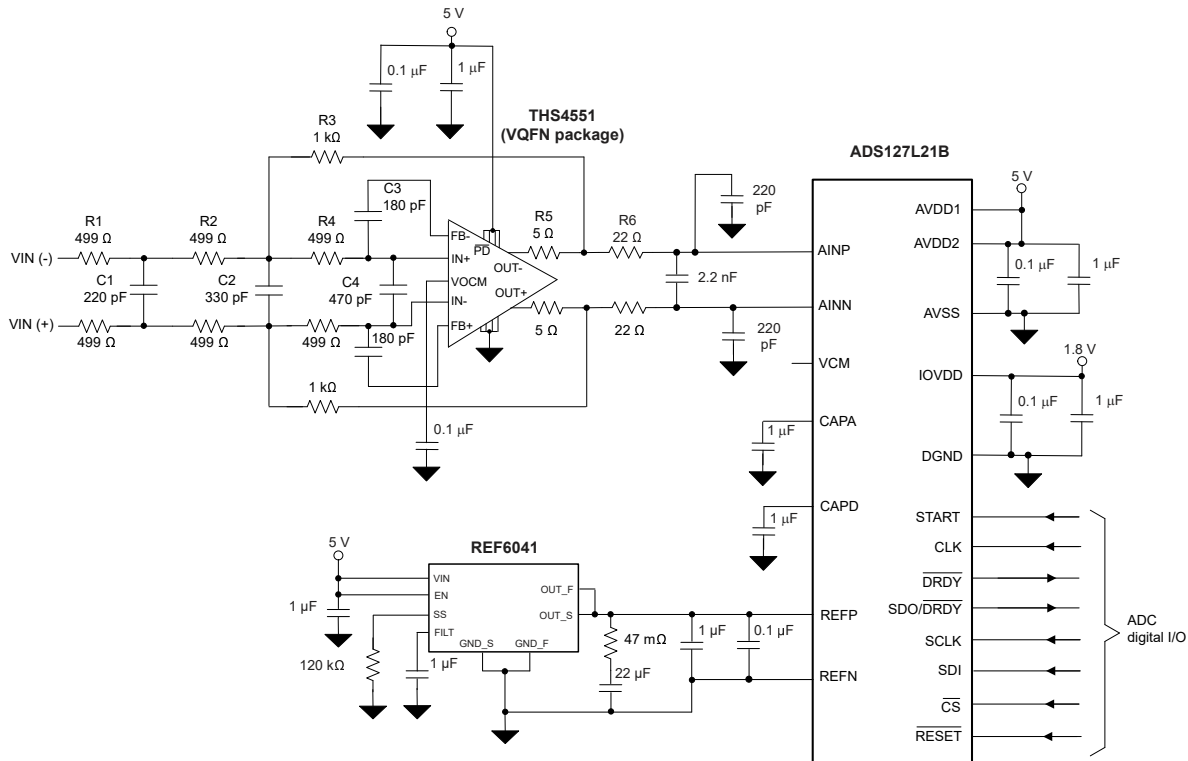 5 V
0.1 µF
1 µF
THS4551
(VQFN package)
R3
1 kΩ
C3
180 pF
R1
499 Ω
R2
499 Ω
R4
499 Ω
VIN (-)
C1
220 pF
C2
330 pF
C4
470 pF
VIN (+)
499 Ω
499 Ω
499 Ω
180 pF
1 kΩ
0.1 µF
FB-
IN+
VOCM
IN-
FB+
PD
OUT-
OUT+
R5
5 Ω
R6
22 Ω
5 Ω
22 Ω
220
pF
2.2 nF
220
pF
ADS127L21B
AINP
AINN
VCM
CAPA
1 µF
CAPD
1 µF
REFP
REFN
AVDD1
AVDD2
AVSS
IOVDD
DGND
START
CLK
DRDY
SDO/DRDY
SCLK
SDI
CS
RESET
5 V
0.1 µF
1 µF
1.8 V
0.1 µF
1 µF
ADC
digital I/O
REF6041
5 V
1 µF
120 kΩ
VIN
EN
SS
FILT
GND_S
GND_F
OUT_F
OUT_S
1 µF
47 mΩ
22 µF
1 µF
0.1 µF